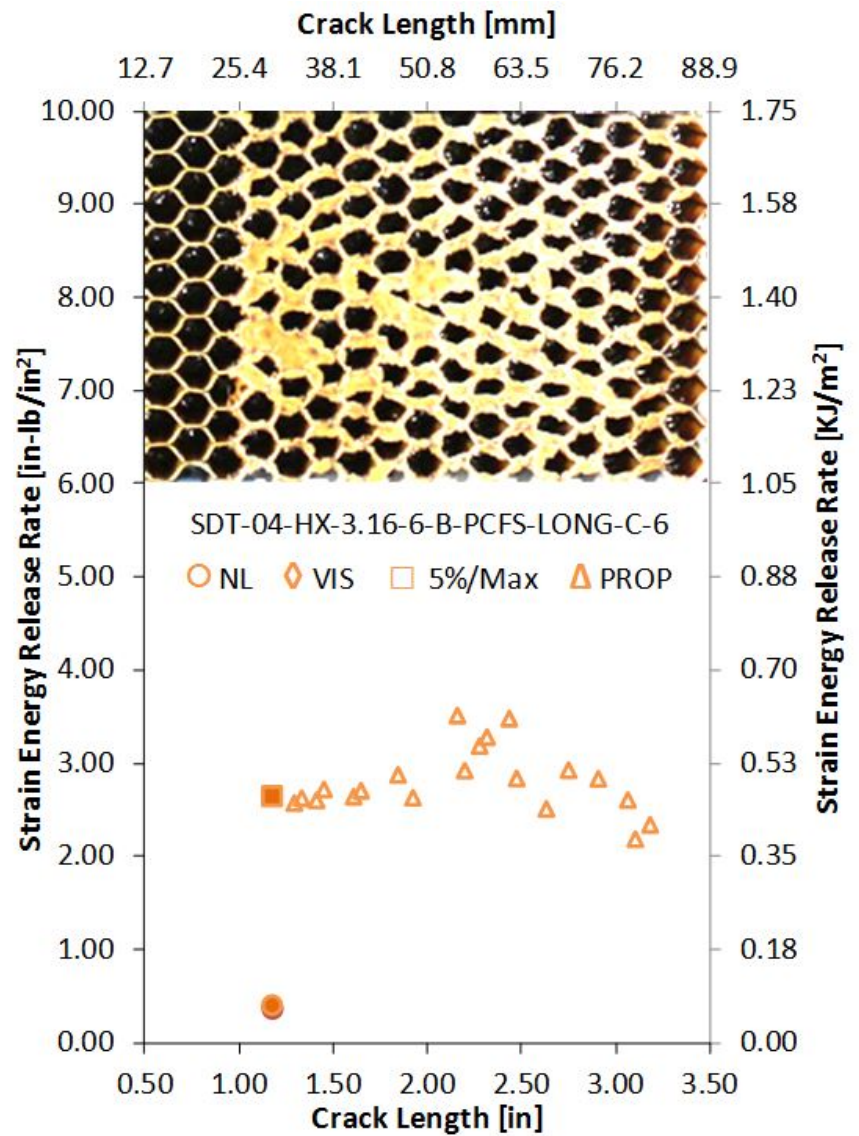 Crack Length [mm]
12.7 25.4 38.1 50.8 63.5 76.2 88.9
10.00 1.75
9.00 1.58
8.00 1.40
7.00 1.23
6.00 1.05
5.00 0.88
4.00 0.70
3.00 0.53
2.00 0.35
1.00 0.18
0.00 0.00
Strain Energy Release Rate [in-lb/in²]
Strain Energy Release Rate [KJ/m²]
SDT-04-HX-3.16-6-B-PCFS-LONG-C-6
NL VIS 5%/Max PROP
0.50 1.00 1.50 2.00 2.50 3.00 3.50
Crack Length [in]